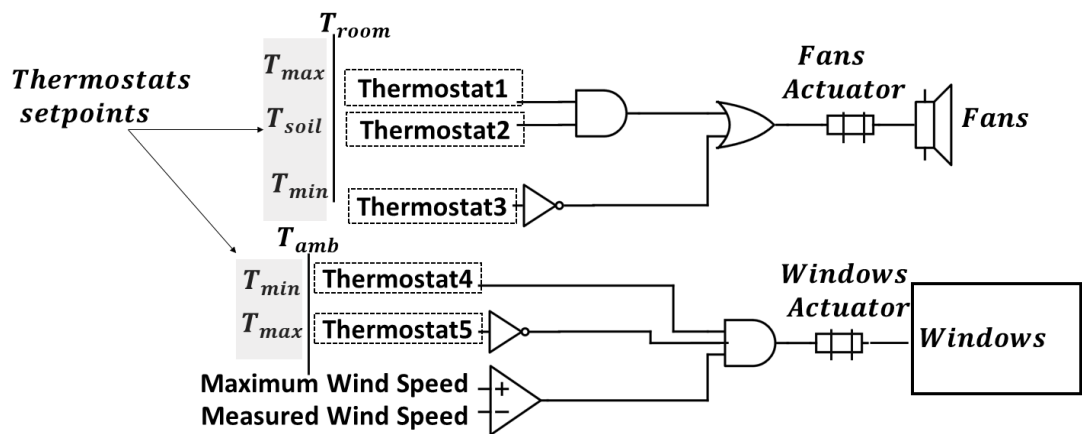 T_room
Thermostats
setpoints
T_max
Thermostat1
T_soil
Thermostat2
T_min
Thermostat3
Fans
Actuator
Fans
T_amb
T_min
Thermostat4
T_max
Thermostat5
Maximum Wind Speed
+
Measured Wind Speed
−
Windows
Actuator
Windows